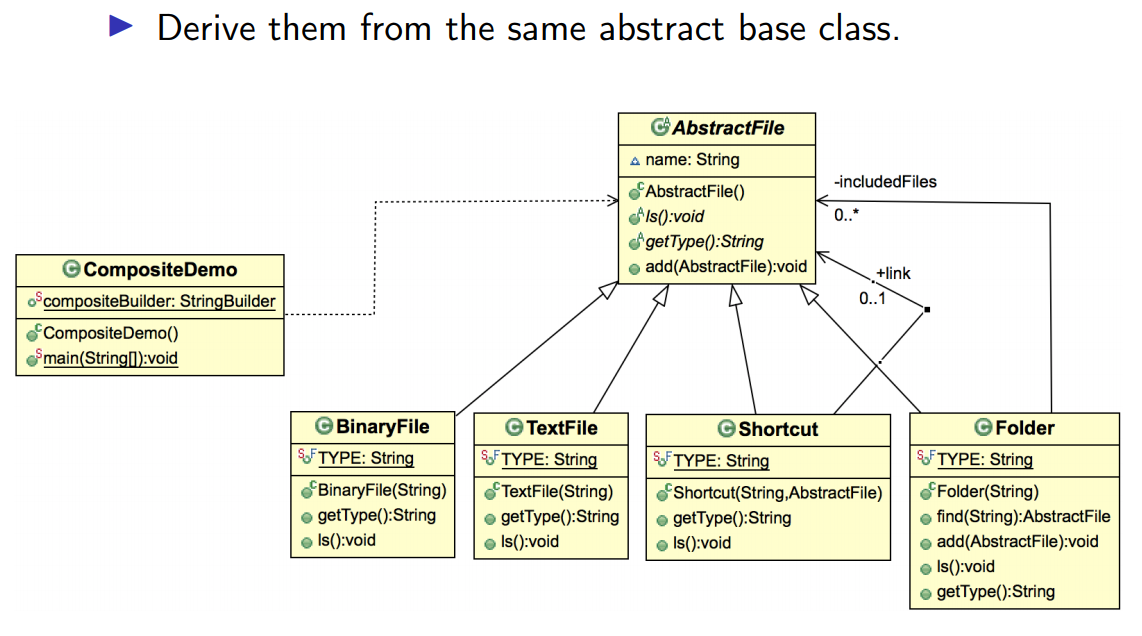 Derive them from the same abstract base class.
AbstractFile
name: String
AbstractFile()
ls():void
getType():String
add(AbstractFile):void
-includedFiles
0..*
+link
0..1
CompositeDemo
compositeBuilder: StringBuilder
CompositeDemo()
main(String[]):void
BinaryFile
TYPE: String
BinaryFile(String)
getType():String
ls():void
TextFile
TYPE: String
TextFile(String)
getType():String
ls():void
Shortcut
TYPE: String
Shortcut(String,AbstractFile)
getType():String
ls():void
Folder
TYPE: String
Folder(String)
find(String):AbstractFile
add(AbstractFile):void
ls():void
getType():String